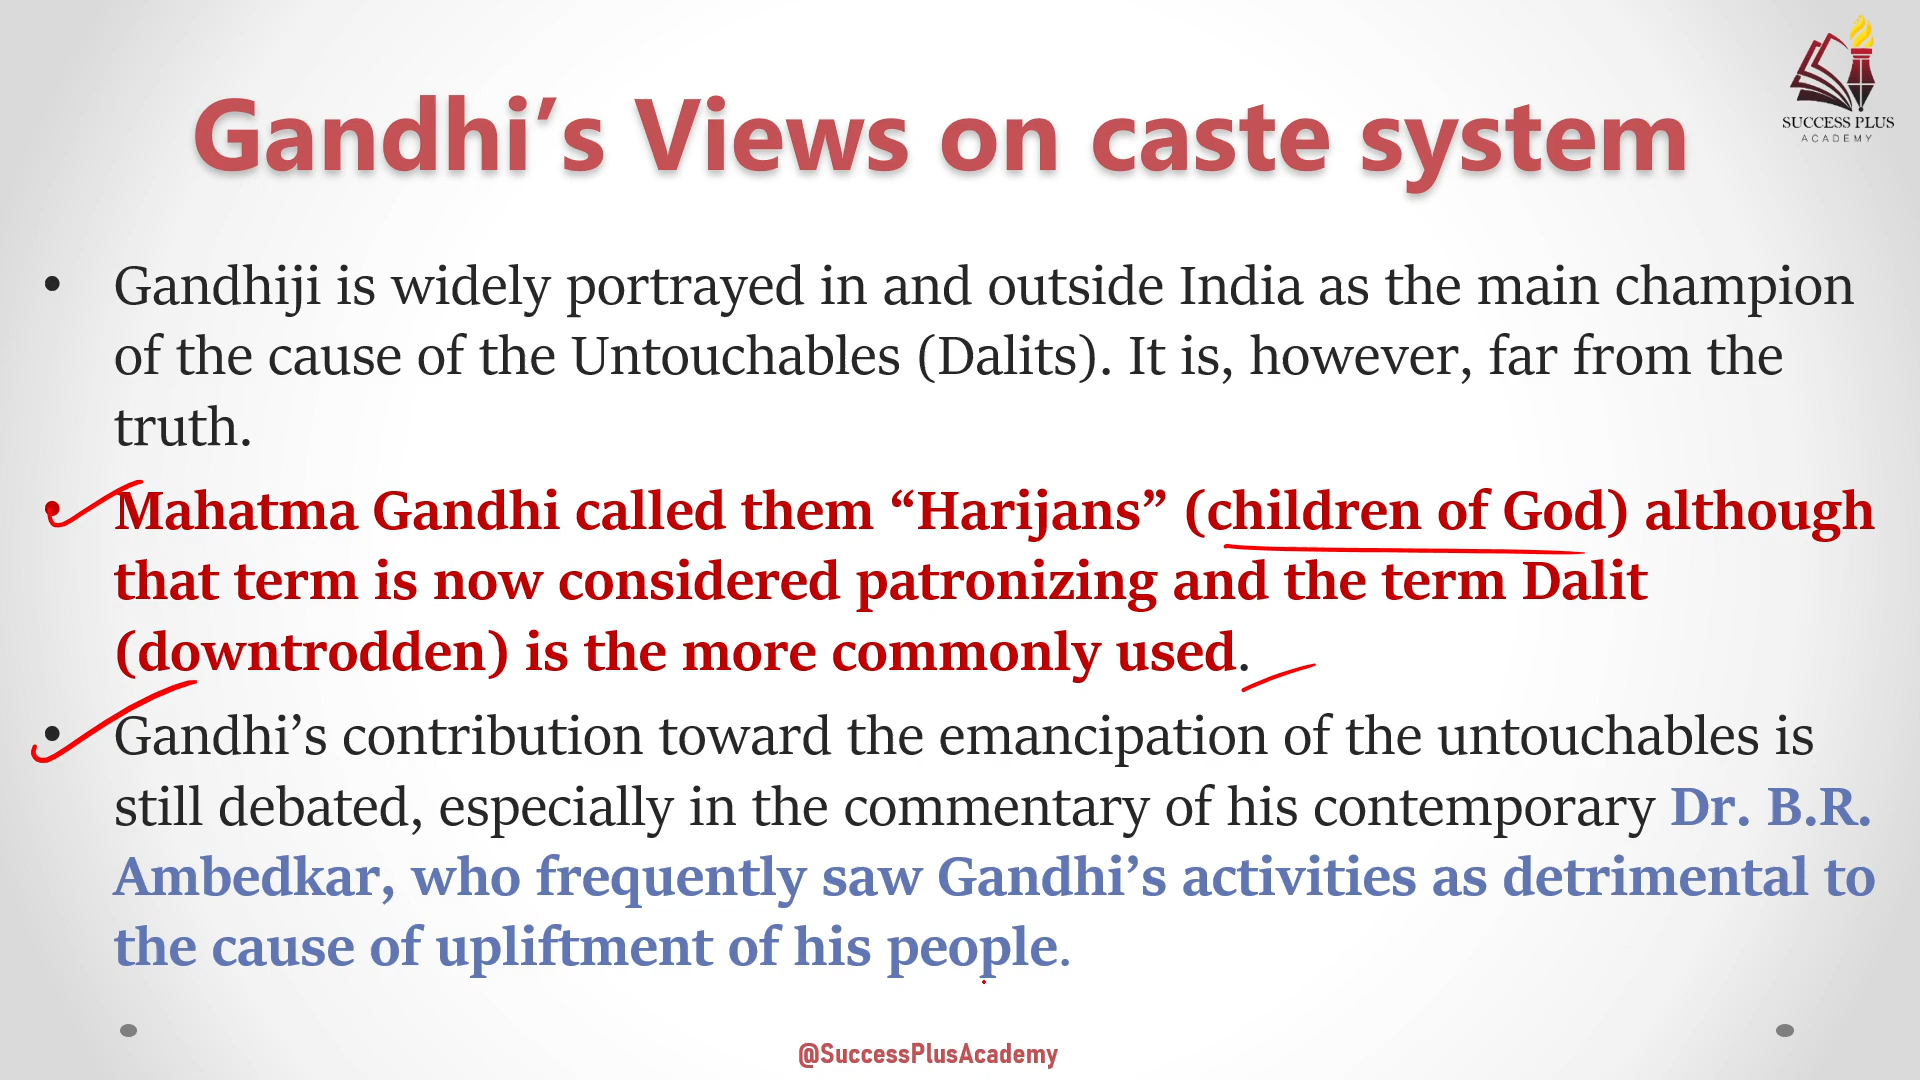 SUCCESS PLUS
ACADEMY
Gandhi’s Views on caste system
• Gandhiji is widely portrayed in and outside India as the main champion
of the cause of the Untouchables (Dalits). It is, however, far from the
truth.
• Mahatma Gandhi called them “Harijans” (children of God) although
that term is now considered patronizing and the term Dalit
(downtrodden) is the more commonly used.
• Gandhi’s contribution toward the emancipation of the untouchables is
still debated, especially in the commentary of his contemporary Dr. B.R.
Ambedkar, who frequently saw Gandhi’s activities as detrimental to
the cause of upliftment of his people.
@SuccessPlusAcademy